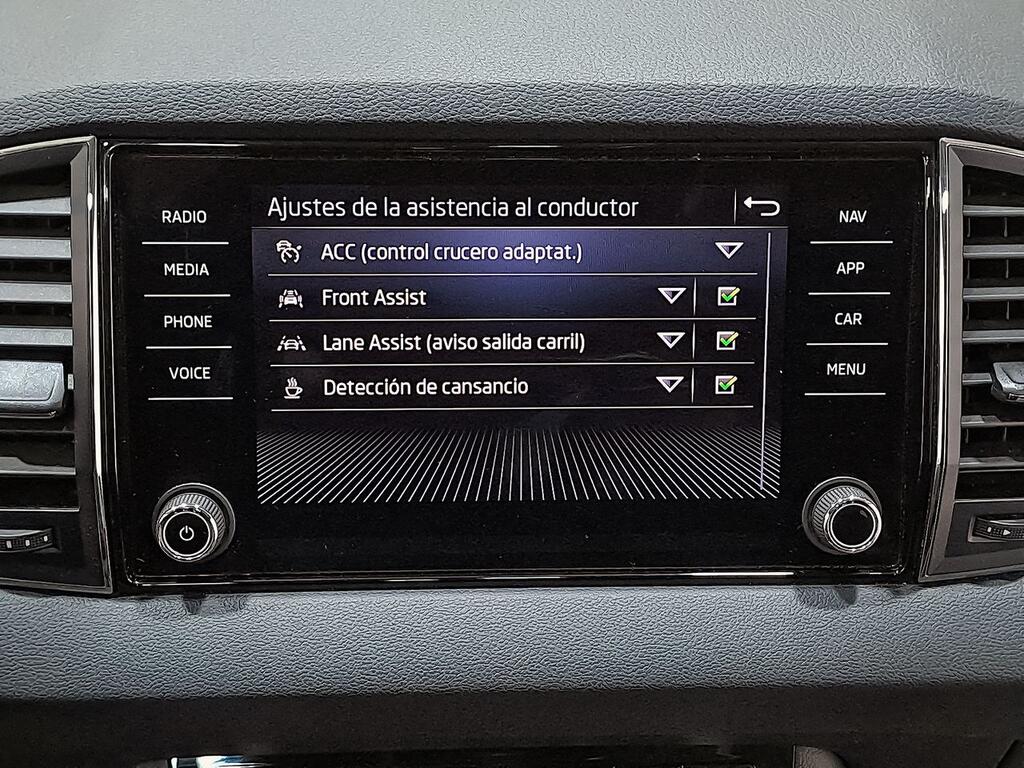 Ajustes de la asistencia al conductor
RADIO
MEDIA
PHONE
VOICE
ACC (control crucero adaptat.)
Front Assist
Lane Assist (aviso salida carril)
Detección de cansancio
NAV
APP
CAR
MENU